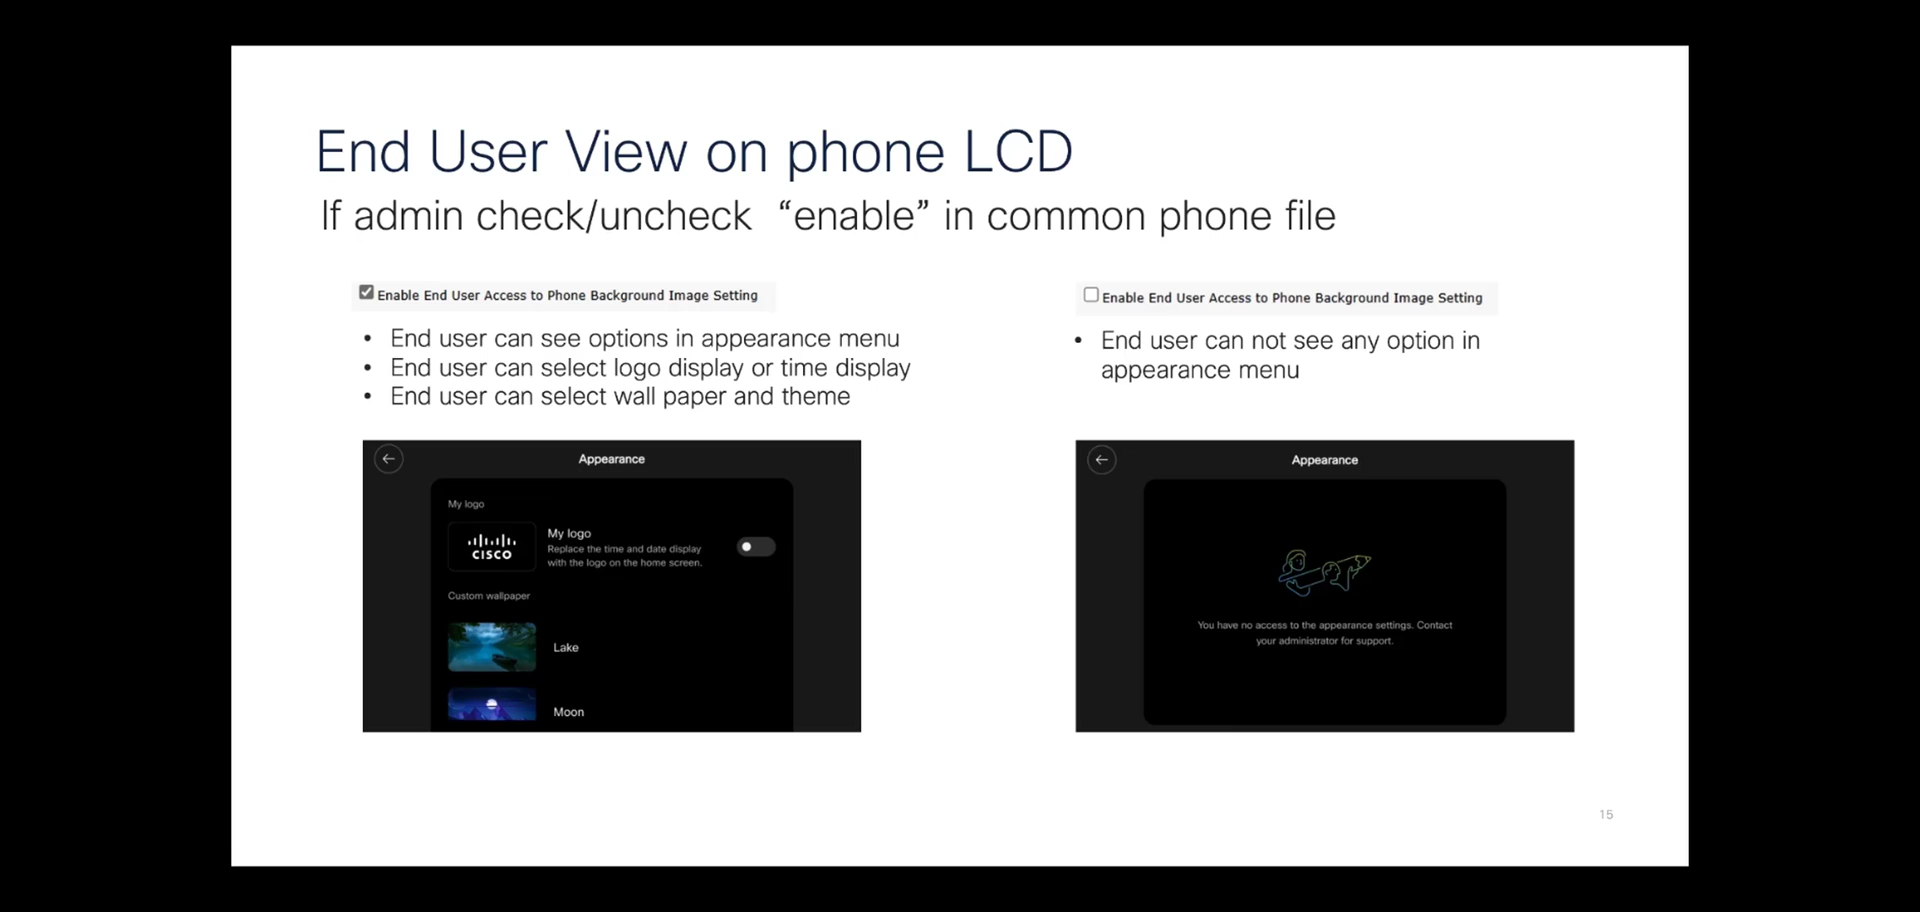 End User View on phone LCD
If admin check/uncheck “enable” in common phone file
Enable End User Access to Phone Background Image Setting
• End user can see options in appearance menu
• End user can select logo display or time display
• End user can select wall paper and theme
Appearance
My logo
CISCO
My logo
Replace the time and date display
with the logo on the home screen.
Custom wallpaper
Lake
Moon
Enable End User Access to Phone Background Image Setting
• End user can not see any option in
appearance menu
Appearance
You have no access to the appearance settings. Contact
your administrator for support.
15